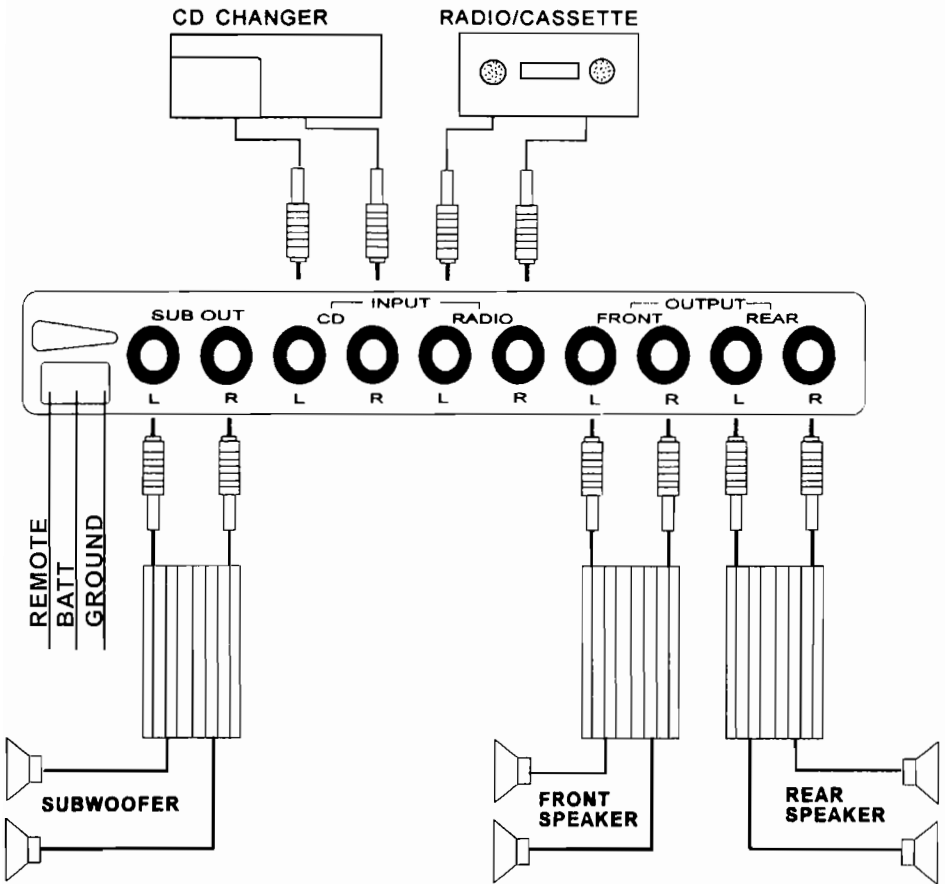 CD CHANGER
RADIO/CASSETTE
INPUT
OUTPUT
SUB OUT
CD
RADIO
FRONT
REAR
L R L R L R L R L R
REMOTE
BATT
GROUND
SUBWOOFER
FRONT
SPEAKER
REAR
SPEAKER